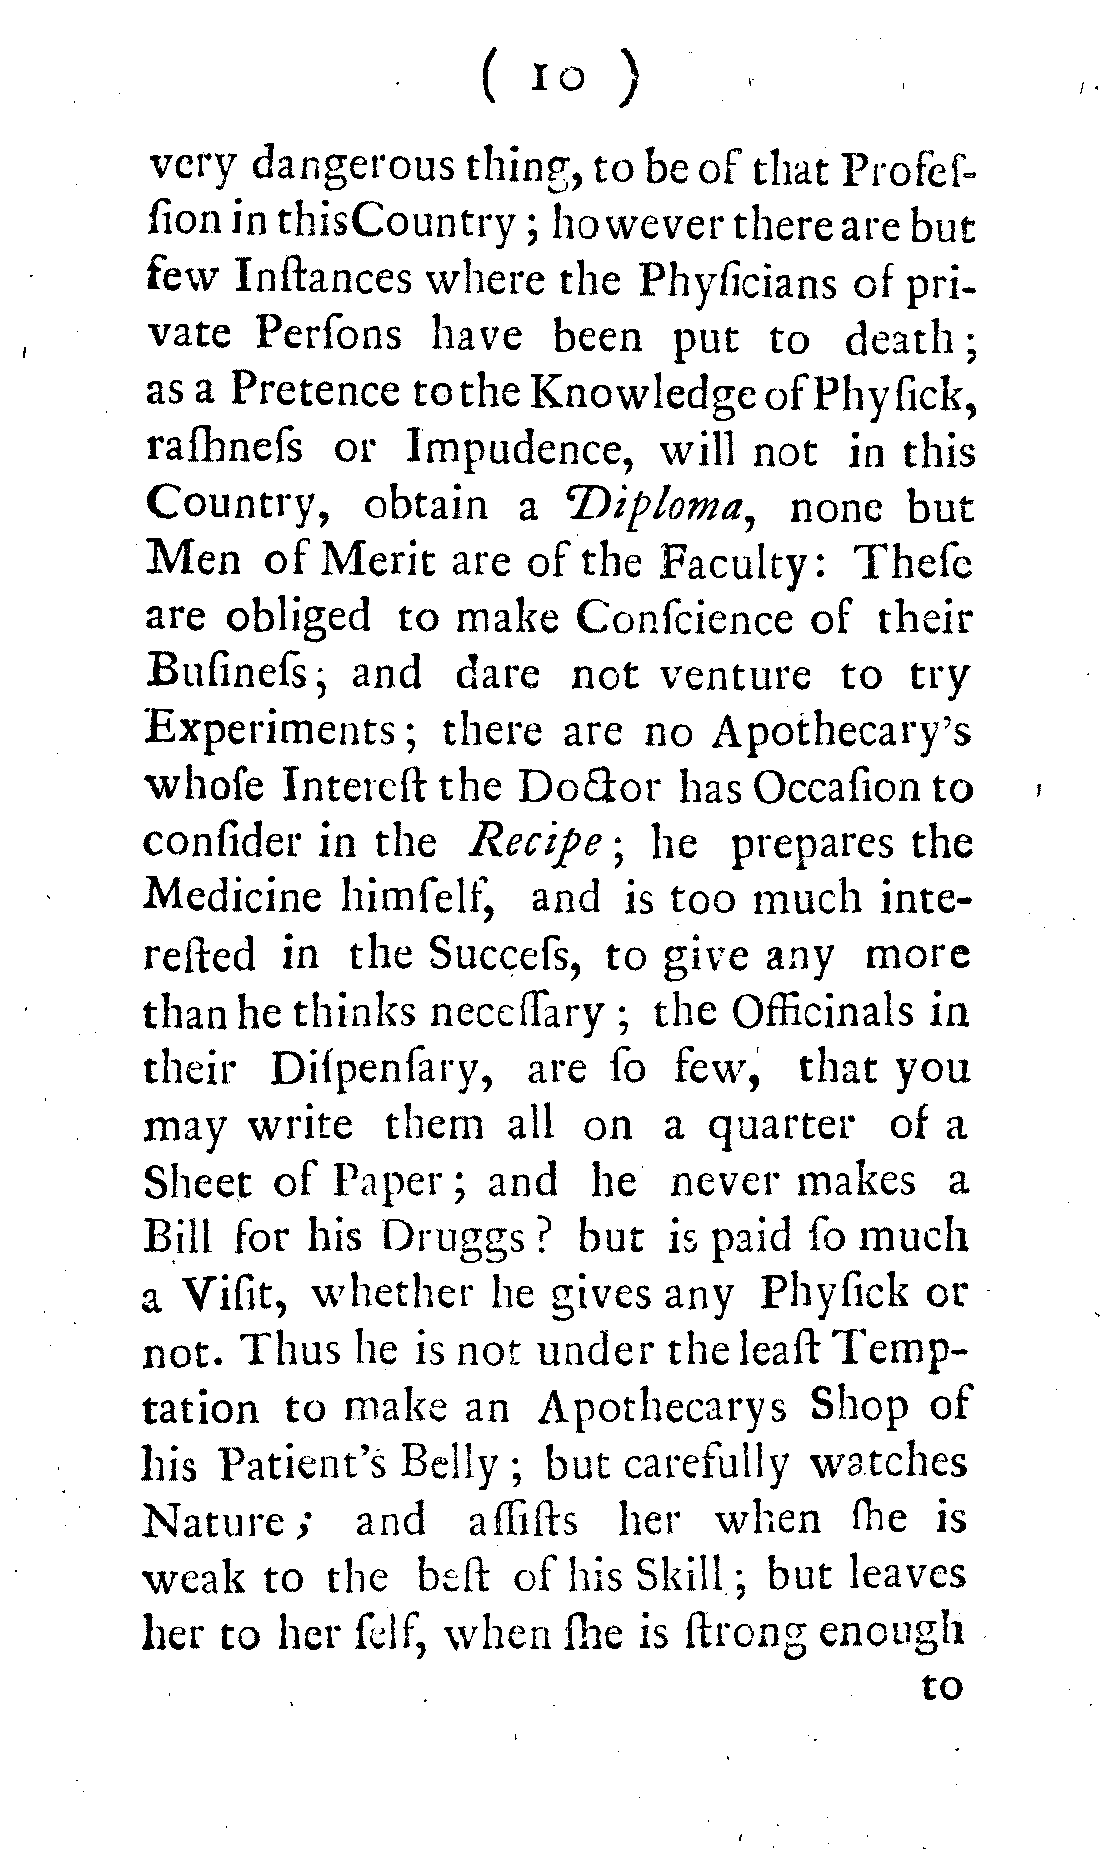 ( 10 )
very dangerous thing, to be of that Profeſ-
ſion in thisCountry ; however there are but
few Inſtances where the Phyſicians of pri-
vate Perſons have been put to death ;
as a Pretence to the Knowledge of Phyſick,
raſhneſs or Impudence, will not in this
Country, obtain a Diploma, none but
Men of Merit are of the Faculty: Theſe
are obliged to make Conſcience of their
Buſineſs; and dare not venture to try
Experiments ; there are no Apothecary's
whoſe Intereſt the Doctor has Occaſion to
conſider in the Recipe ; he prepares the
Medicine himſelf, and is too much inte-
reſted in the Succeſs, to give any more
than he thinks neceſſary ; the Officinals in
their Diſpenſary, are ſo few, that you
may write them all on a quarter of a
Sheet of Paper ; and he never makes a
Bill for his Druggs ? but is paid ſo much
a Viſit, whether he gives any Phyſick or
not. Thus he is not under the leaſt Temp-
tation to make an Apothecarys Shop of
his Patient's Belly ; but carefully watches
Nature ; and aſſiſts her when ſhe is
weak to the beſt of his Skill ; but leaves
her to her ſelf, when ſhe is ſtrong enough
to